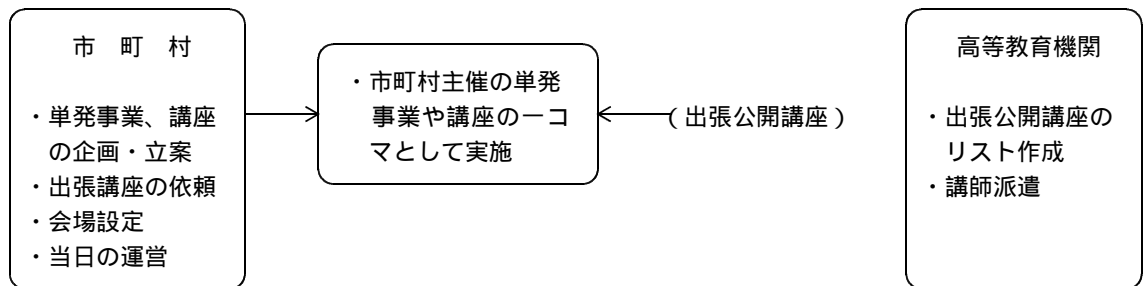 市　町　村
・単発事業、講座
の企画・立案
・出張講座の依頼
・会場設定
・当日の運営
・市町村主催の単発
事業や講座の一コ
マとして実施
（出張公開講座）
高等教育機関
・出張公開講座の
リスト作成
・講師派遣